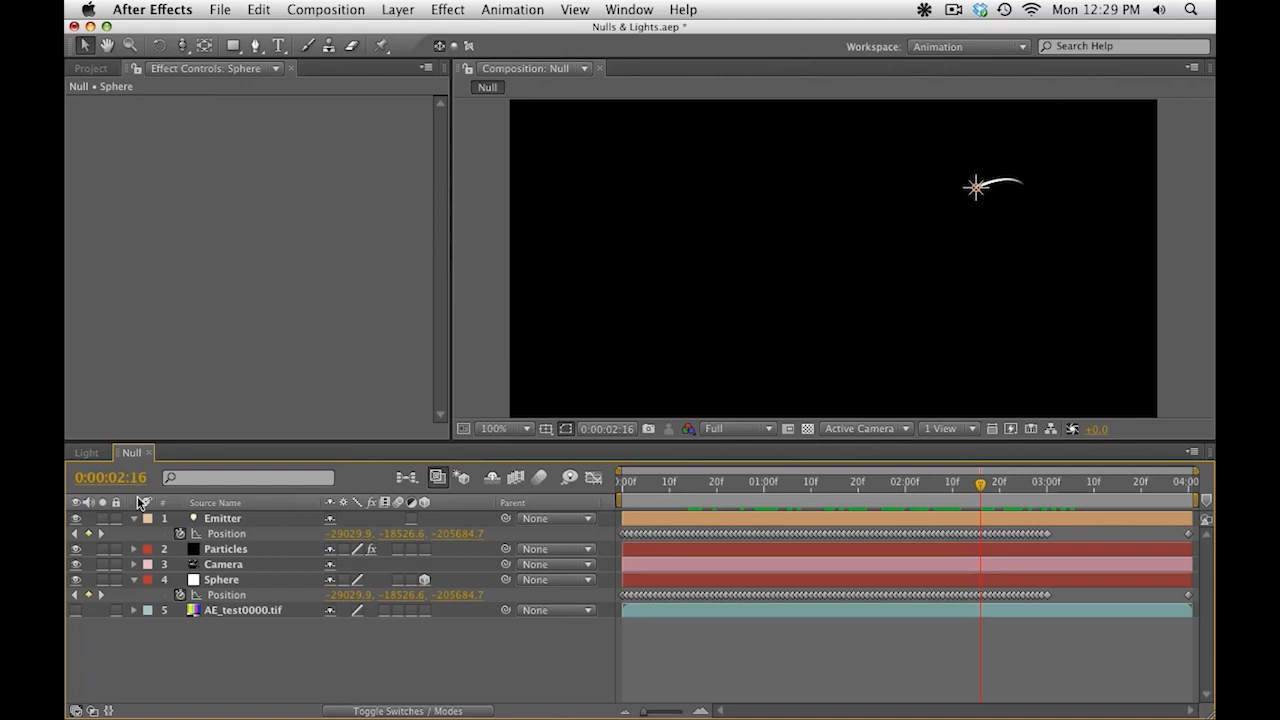 After Effects File Edit Composition Layer Effect Animation View Window Help Mon 12:29 PM
Nulls & Lights.aep *
Workspace: Animation Search Help
Project Effect Controls: Sphere Composition: Null
Null • Sphere
Null
100% 0:00:02:16 Full Active Camera 1 View +0.0
Light Null
0:00:02:16
:00f 10f 20f 01:00f 10f 20f 02:00f 10f 20f 03:00f 10f 20f 04:00
# Source Name fx Parent
1 Emitter None
Position -29029.9, -18526.6, -205684.7
2 Particles fx None
3 Camera None
4 Sphere None
Position -29029.9, -18526.6, -205684.7
5 AE_test0000.tif None
Toggle Switches / Modes